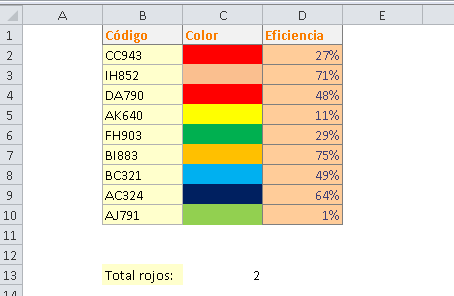 A B C D E
1 Código Color Eficiencia
2 CC943 27%
3 IH852 71%
4 DA790 48%
5 AK640 11%
6 FH903 29%
7 BI883 75%
8 BC321 49%
9 AC324 64%
10 AJ791 1%
11
12
13 Total rojos: 2
14